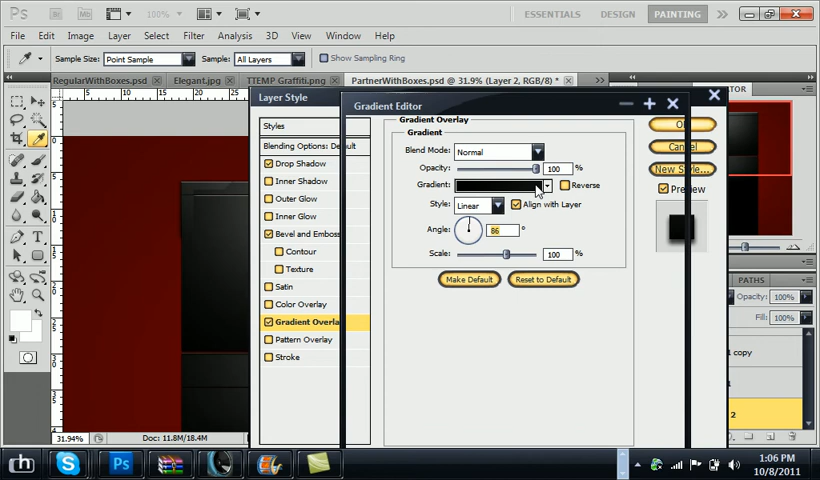 Ps
100%
ESSENTIALS
DESIGN
PAINTING
File
Edit
Image
Layer
Select
Filter
Analysis
3D
View
Window
Help
Sample Size:
Point Sample
Sample:
All Layers
Show Sampling Ring
RegularWithBoxes.psd
Elegant.jpg
TTEMP Graffiti.png
PartnerWithBoxes.psd @ 31.9% (Layer 2, RGB/8) *
Layer Style
Gradient Editor
Styles
Blending Options: Default
Drop Shadow
Inner Shadow
Outer Glow
Inner Glow
Bevel and Emboss
Contour
Texture
Satin
Color Overlay
Gradient Overla
Pattern Overlay
Stroke
Gradient Overlay
Gradient
Blend Mode:
Normal
Opacity:
100
%
Gradient:
Reverse
Style:
Linear
Align with Layer
Angle:
86
°
Scale:
100
%
Make Default
Reset to Default
Cancel
New Style...
Preview
PATHS
Opacity:
100%
Fill:
100%
1 copy
2
31.94%
Doc: 11.8M/18.4M
1:06 PM
10/8/2011